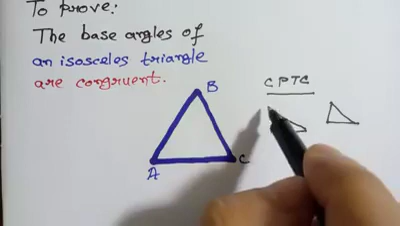 To prove:
The base angles of
an isosceles triangle
are congruent.
CPTC
B
A
C